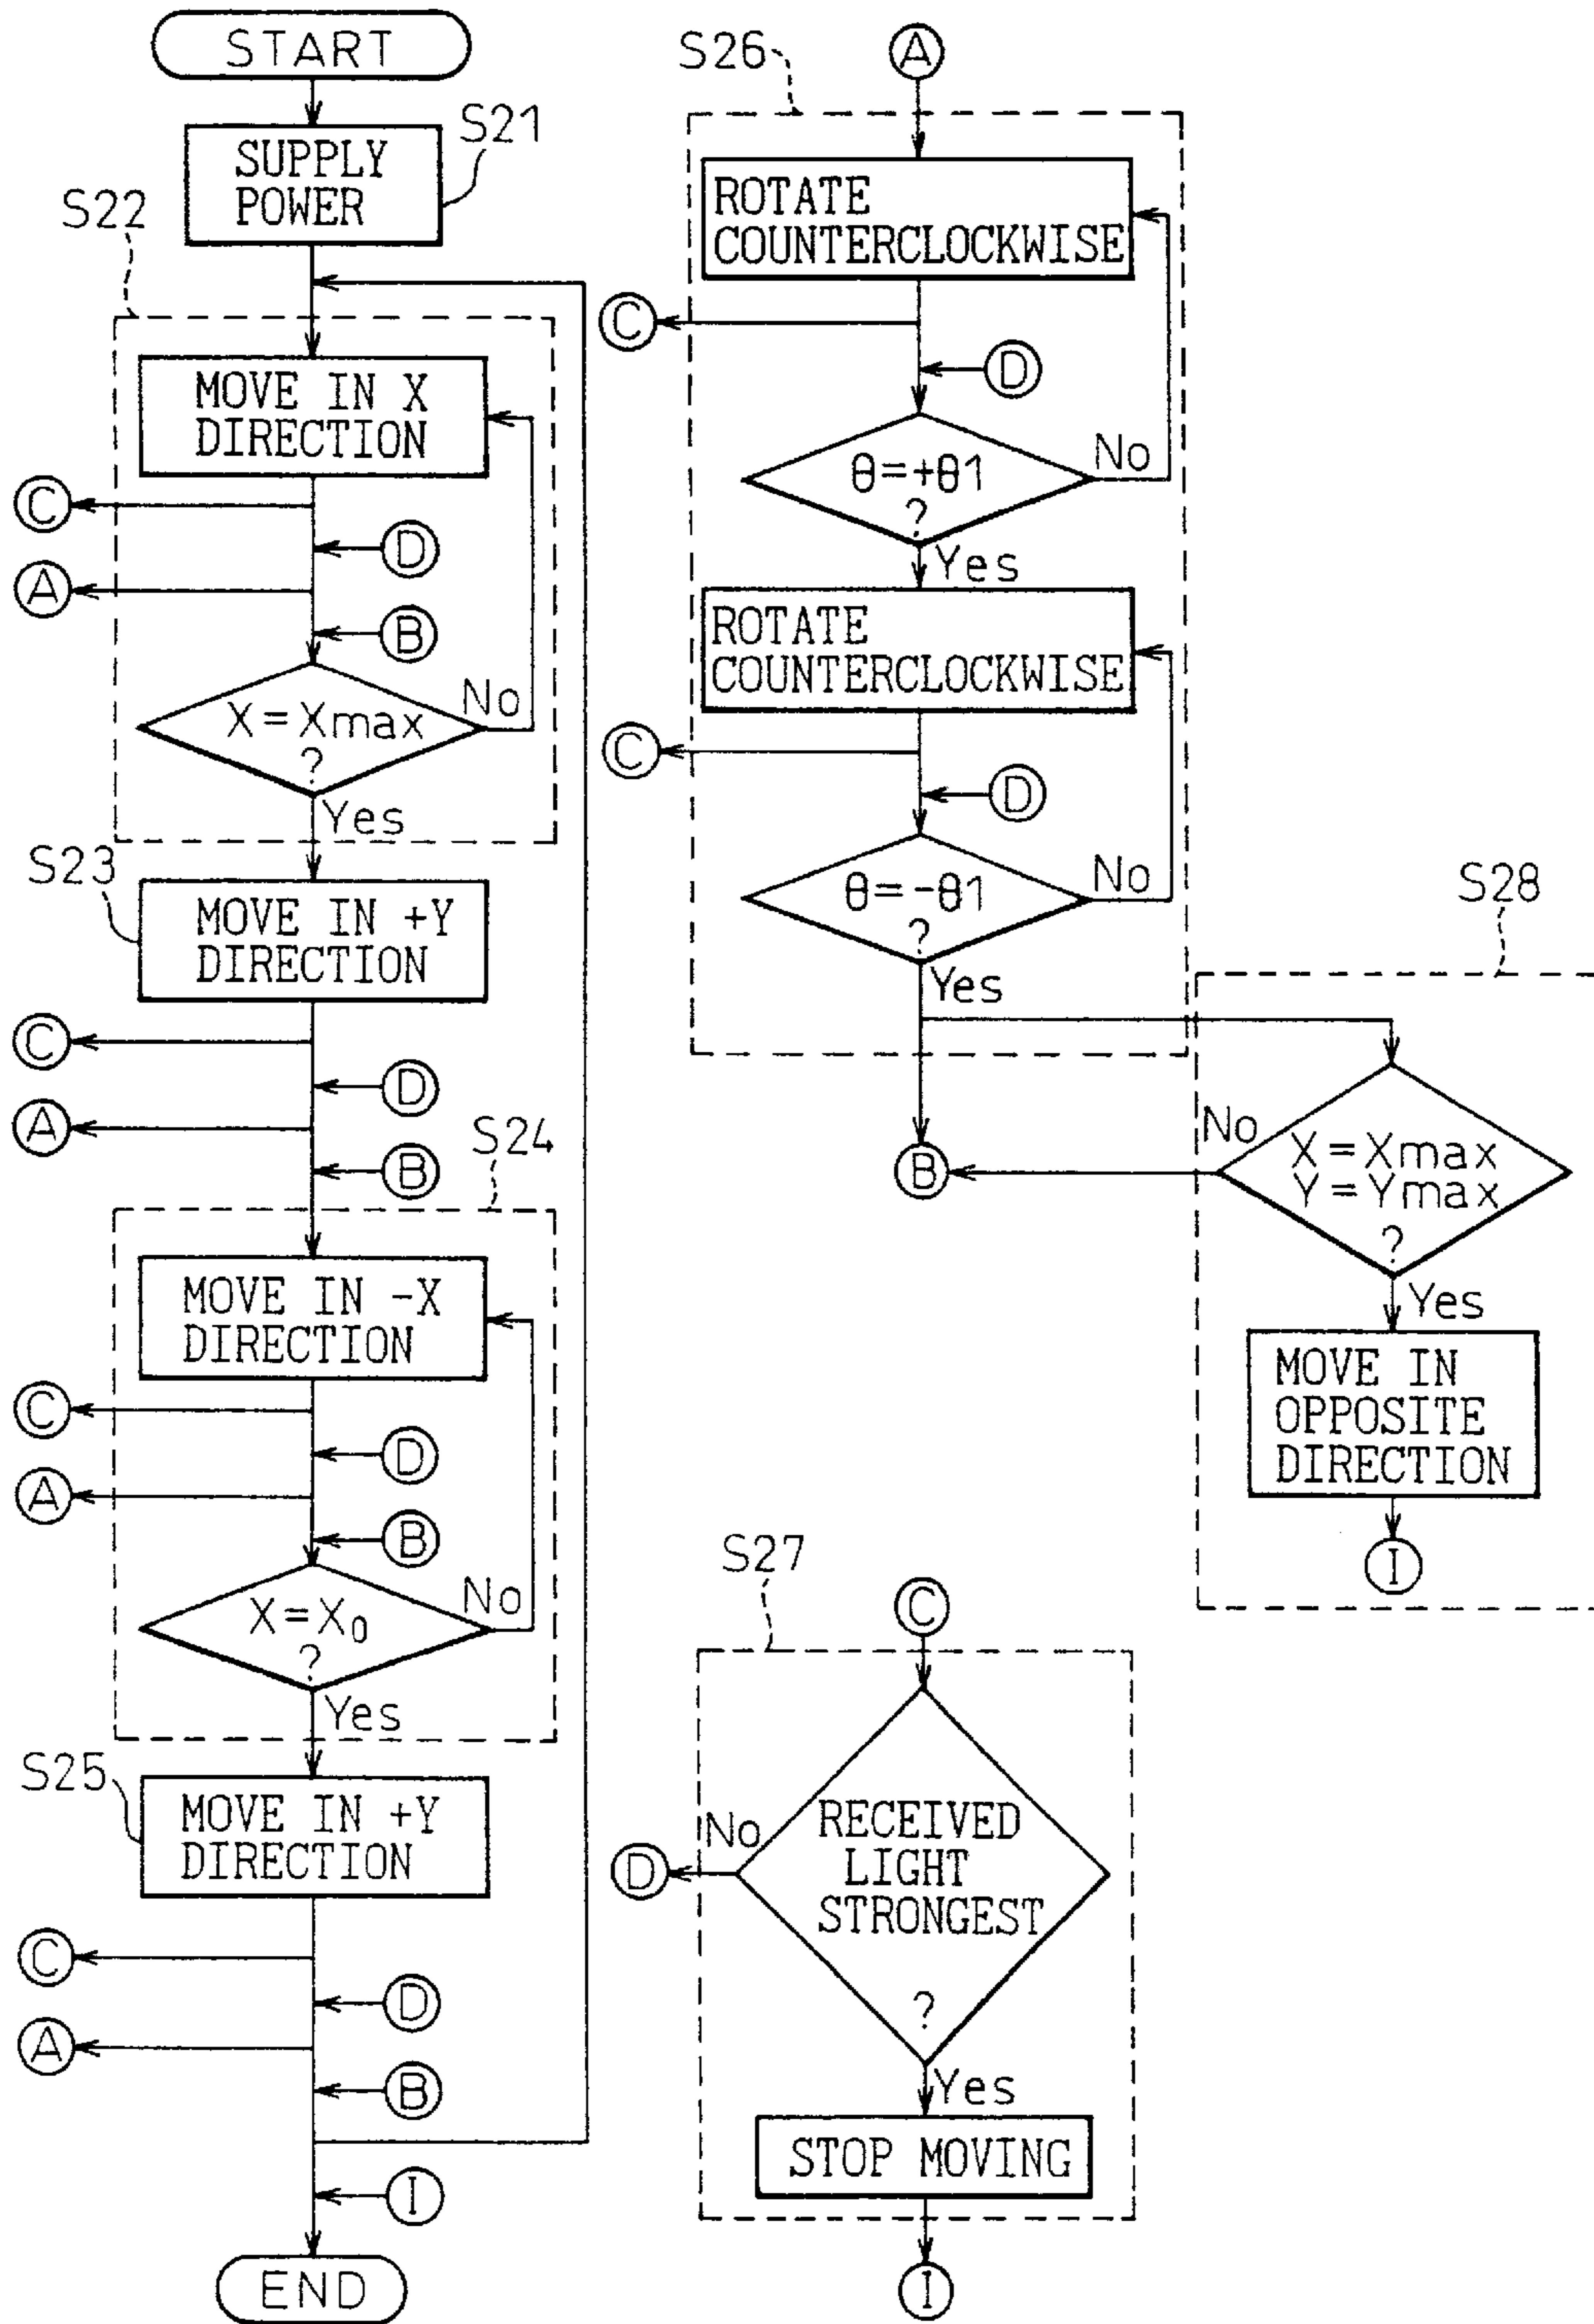 START
S21
SUPPLY
POWER
S22
MOVE IN X
DIRECTION
C
D
A
B
X=Xmax
?
No
Yes
S23
MOVE IN +Y
DIRECTION
C
D
A
B
S24
MOVE IN -X
DIRECTION
C
D
A
B
X=X0
?
No
Yes
S25
MOVE IN +Y
DIRECTION
C
D
A
B
I
END
S26
A
ROTATE
COUNTERCLOCKWISE
C
D
θ=+θ1
?
No
Yes
ROTATE
COUNTERCLOCKWISE
C
D
θ=-θ1
?
No
Yes
B
S28
No
X=Xmax
Y=Ymax
?
Yes
MOVE IN
OPPOSITE
DIRECTION
I
S27
C
No
D
RECEIVED
LIGHT
STRONGEST
?
Yes
STOP MOVING
I